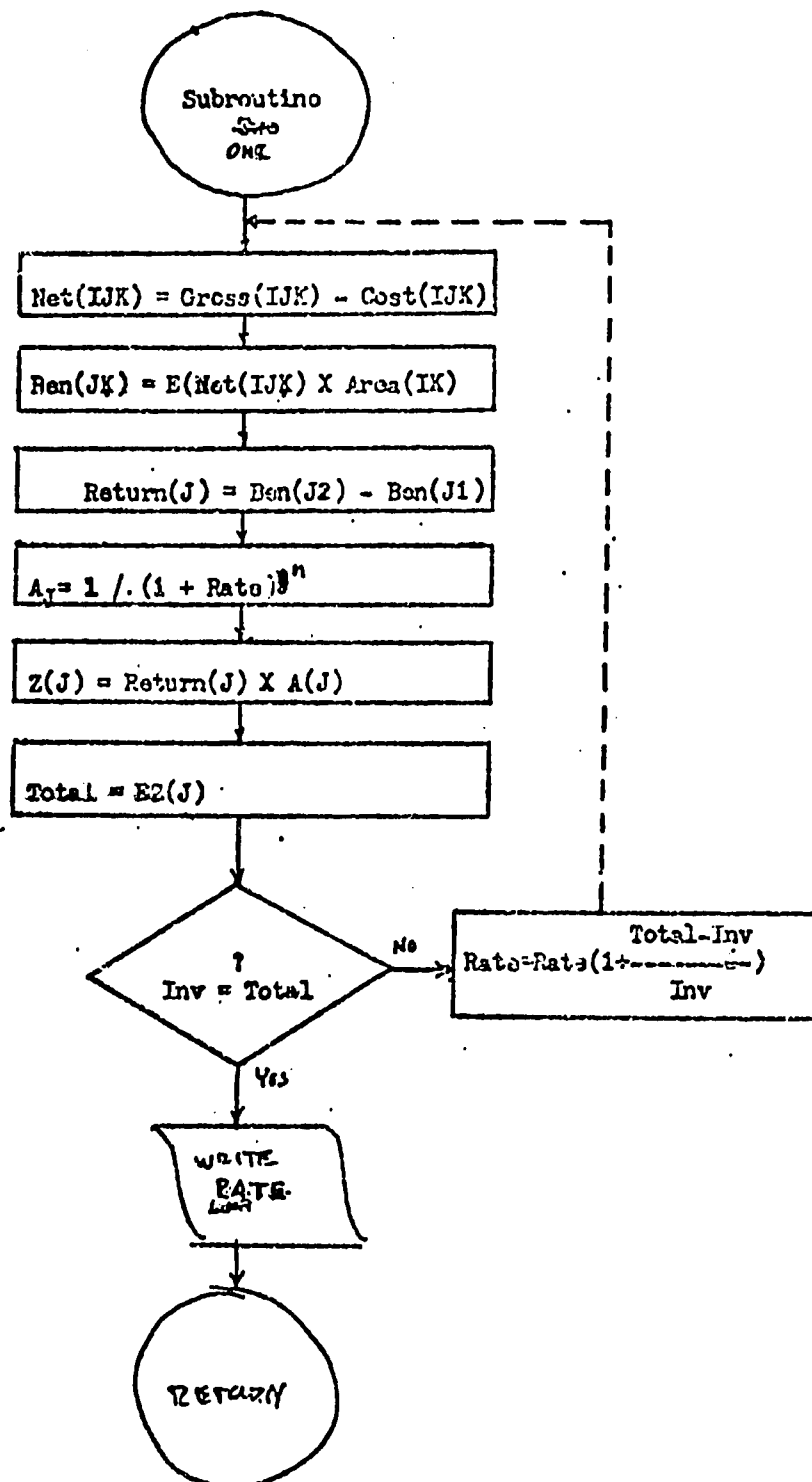 Subroutino
ONE
Net(IJK) = Gross(IJK) - Cost(IJK)
Ben(JK) = E(Net(IJK) X Area(IK)
Return(J) = Ben(J2) - Ben(J1)
A = 1 / (1 + Rate) n
Z(J) = Return(J) X A(J)
Total = EZ(J)
?
Inv = Total
No
Total-Inv
Rate=Rate(1+----------)
Inv
Yes
WRITE
RATE
RETURN